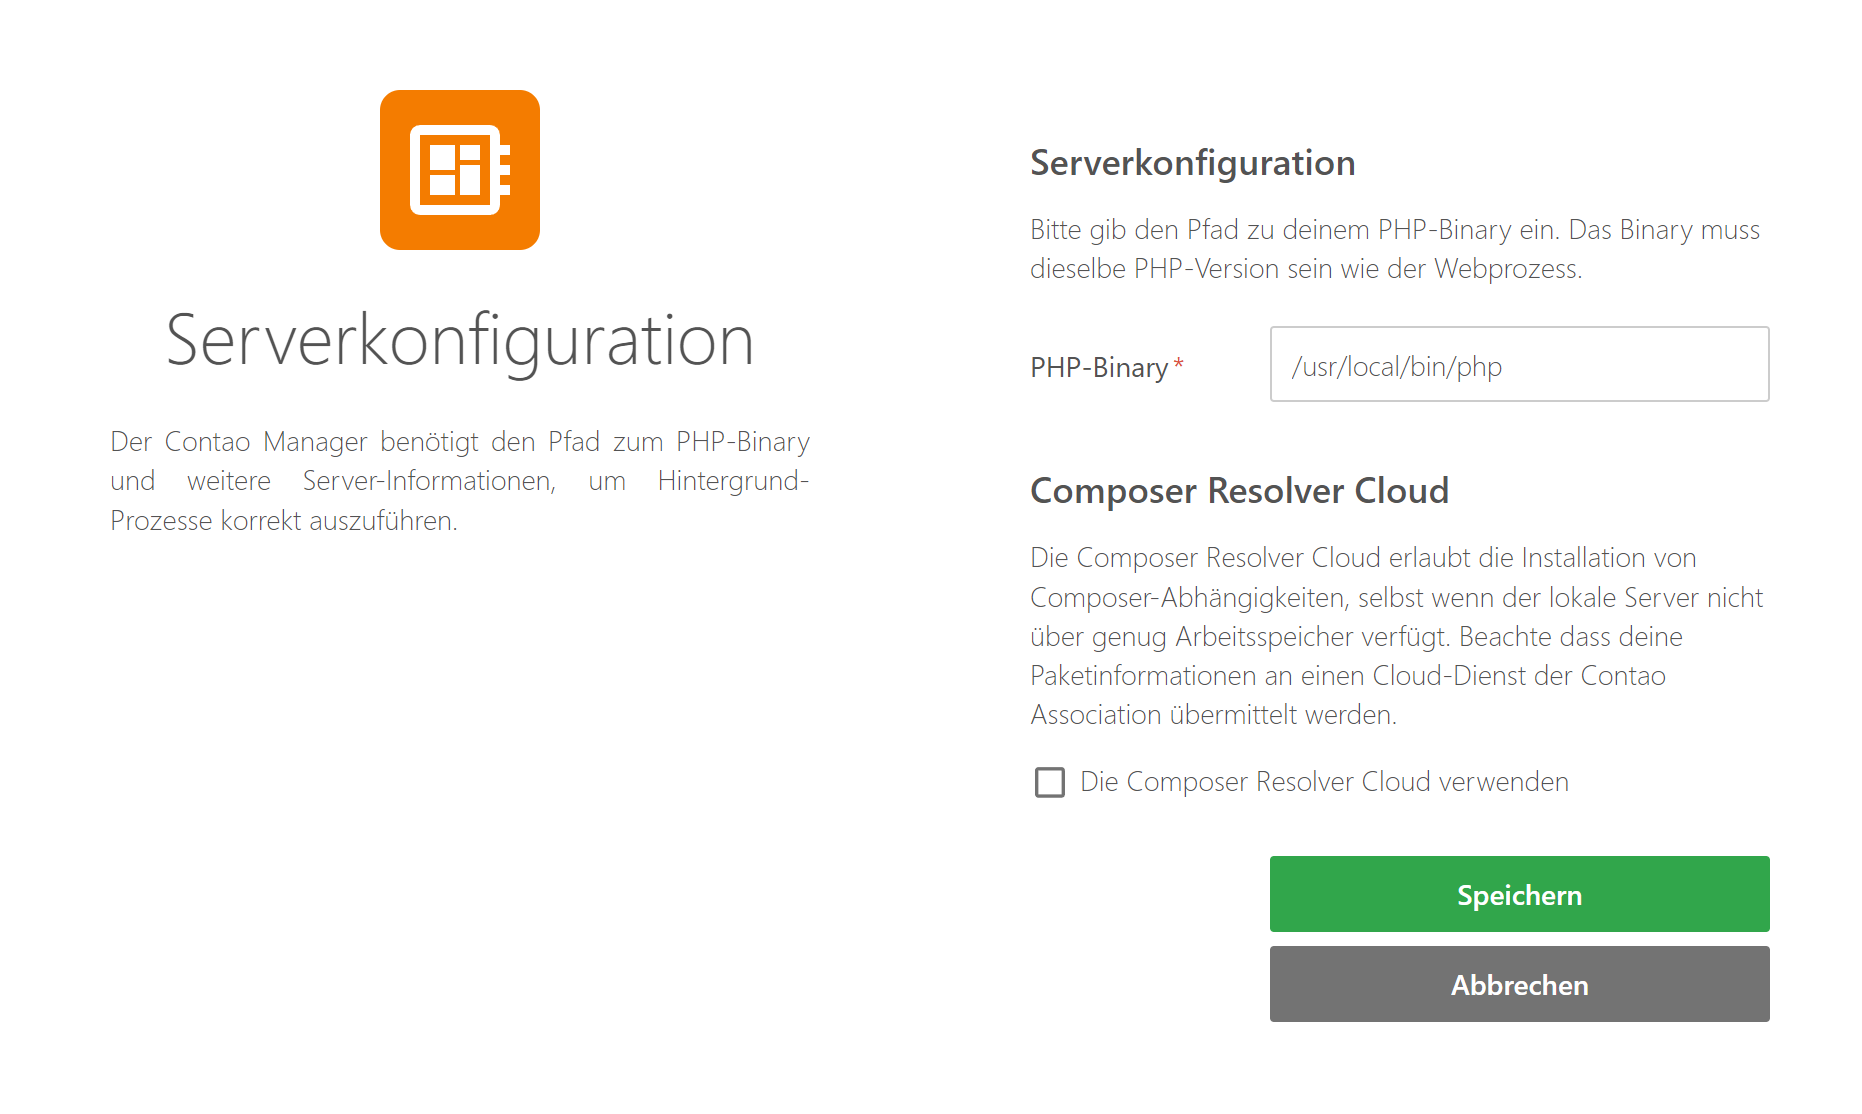 Serverkonfiguration
Der Contao Manager benötigt den Pfad zum PHP-Binary
und weitere Server-Informationen, um Hintergrund-
Prozesse korrekt auszuführen.
Serverkonfiguration
Bitte gib den Pfad zu deinem PHP-Binary ein. Das Binary muss
dieselbe PHP-Version sein wie der Webprozess.
PHP-Binary* /usr/local/bin/php
Composer Resolver Cloud
Die Composer Resolver Cloud erlaubt die Installation von
Composer-Abhängigkeiten, selbst wenn der lokale Server nicht
über genug Arbeitsspeicher verfügt. Beachte dass deine
Paketinformationen an einen Cloud-Dienst der Contao
Association übermittelt werden.
Die Composer Resolver Cloud verwenden
Speichern
Abbrechen